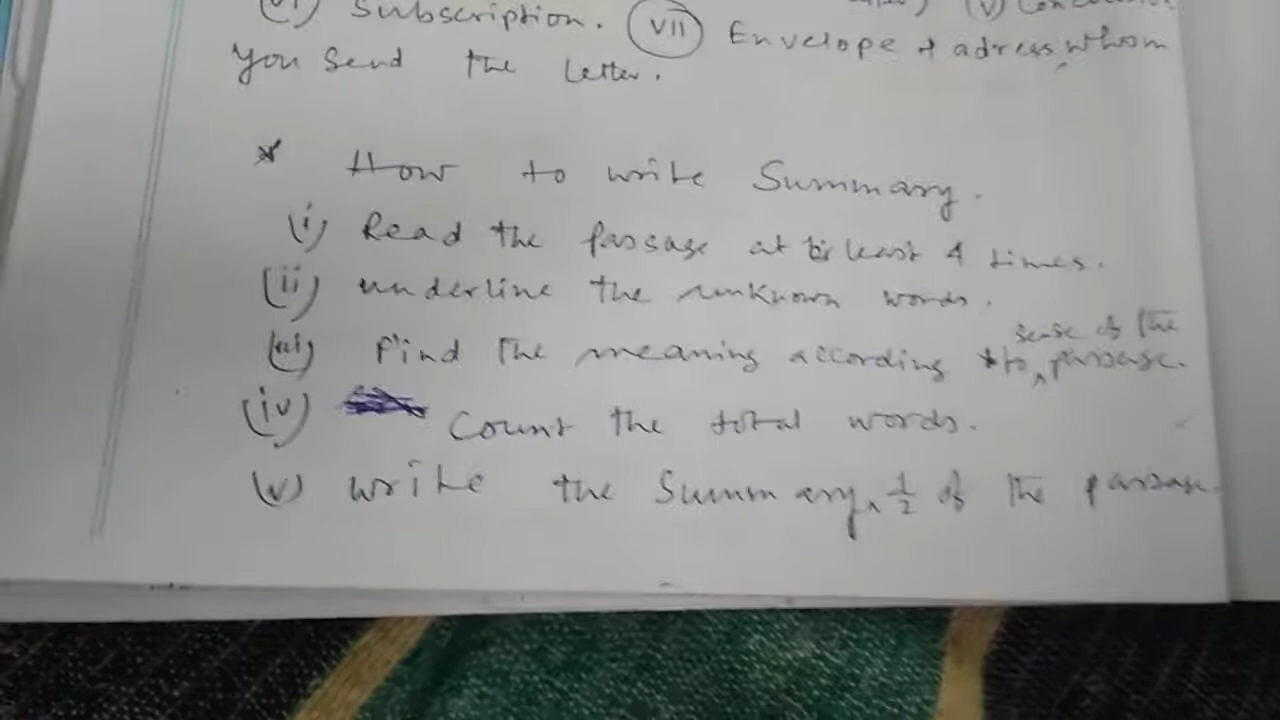 (vi) Subscription. (VII) Envelope & adress whom
You Send the Letter.
* How to write Summary.
(i) Read the passage at least 4 times.
(ii) underline the unknown words.
(iii) Find the meaning according to sense of the passage.
(iv) Count the total words.
(v) write the Summary 1/2 of the passage.